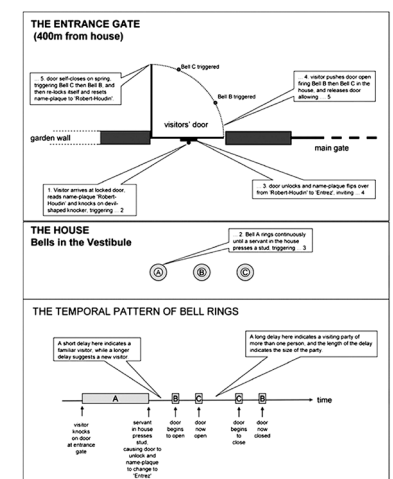 THE ENTRANCE GATE
(400m from house)
Bell C triggered
... 5. door self-closes on spring,
triggering Bell C then Bell B, and
then re-locks itself and resets
name-plaque to 'Robert-Houdin'.
... 4. visitor pushes door open
firing Bell B then Bell C in the
house, and releases door
allowing ... 5
Bell B triggered
visitors' door
garden wall
main gate
1. Visitor arrives at locked door,
reads name-plaque 'Robert-
Houdin' and knocks on devil-
shaped knocker, triggering ... 2
... 3. door unlocks and name-plaque flips over
from 'Robert-Houdin' to 'Entrez', inviting ... 4
THE HOUSE
Bells in the Vestibule
... 2. Bell A rings continuously
until a servant in the house
presses a stud, triggering ... 3
A B C
THE TEMPORAL PATTERN OF BELL RINGS
A short delay here indicates a
familiar visitor, while a longer
delay suggests a new visitor.
A long delay here indicates a visiting party of
more than one person, and the length of the delay
indicates the size of the party.
A B C C B
time
visitor
knocks
on door
at entrance
gate
servant
in house
presses
stud,
causing door to
unlock and
name-plaque
to change to
'Entrez'
door
begins
to open
door
now
open
door
begins
to
close
door
now
closed